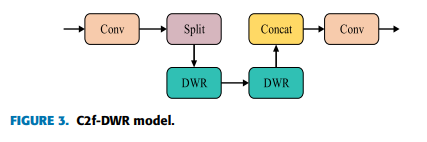 Conv Split Concat Conv
DWR DWR
FIGURE 3. C2f-DWR model.